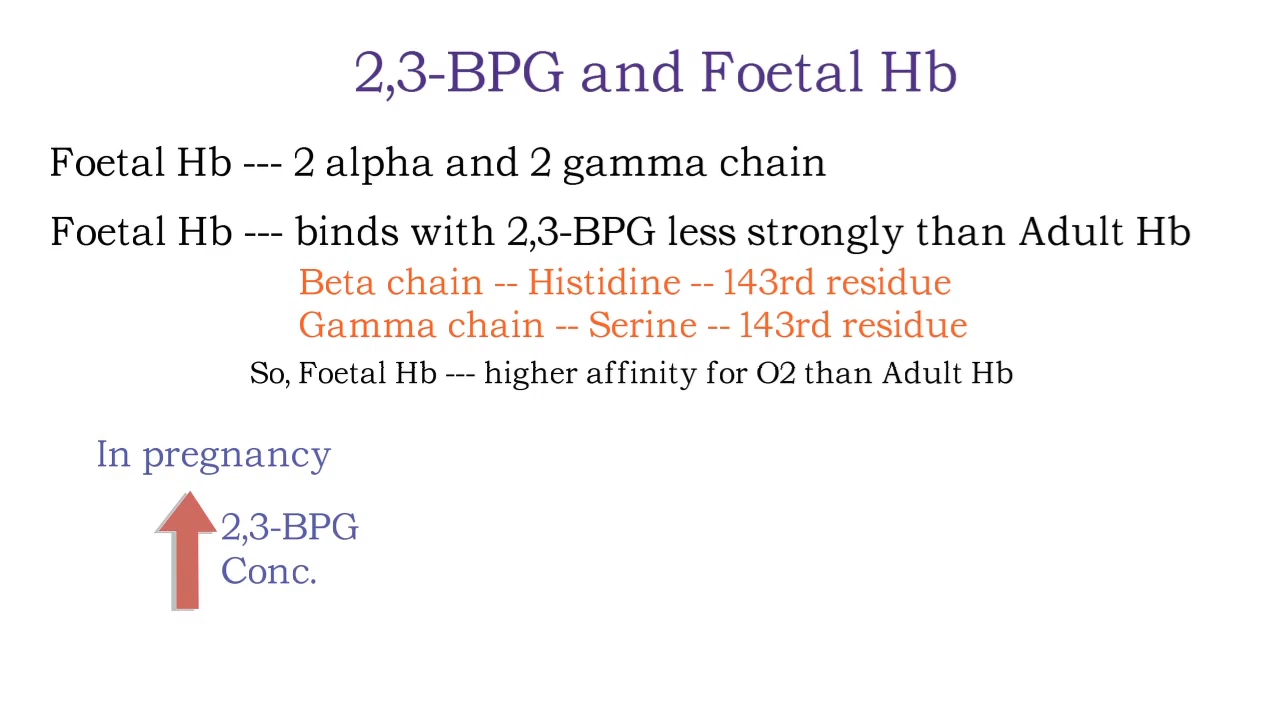 2,3-BPG and Foetal Hb
Foetal Hb --- 2 alpha and 2 gamma chain
Foetal Hb --- binds with 2,3-BPG less strongly than Adult Hb
Beta chain -- Histidine -- 143rd residue
Gamma chain -- Serine -- 143rd residue
So, Foetal Hb --- higher affinity for O2 than Adult Hb
In pregnancy
2,3-BPG
Conc.